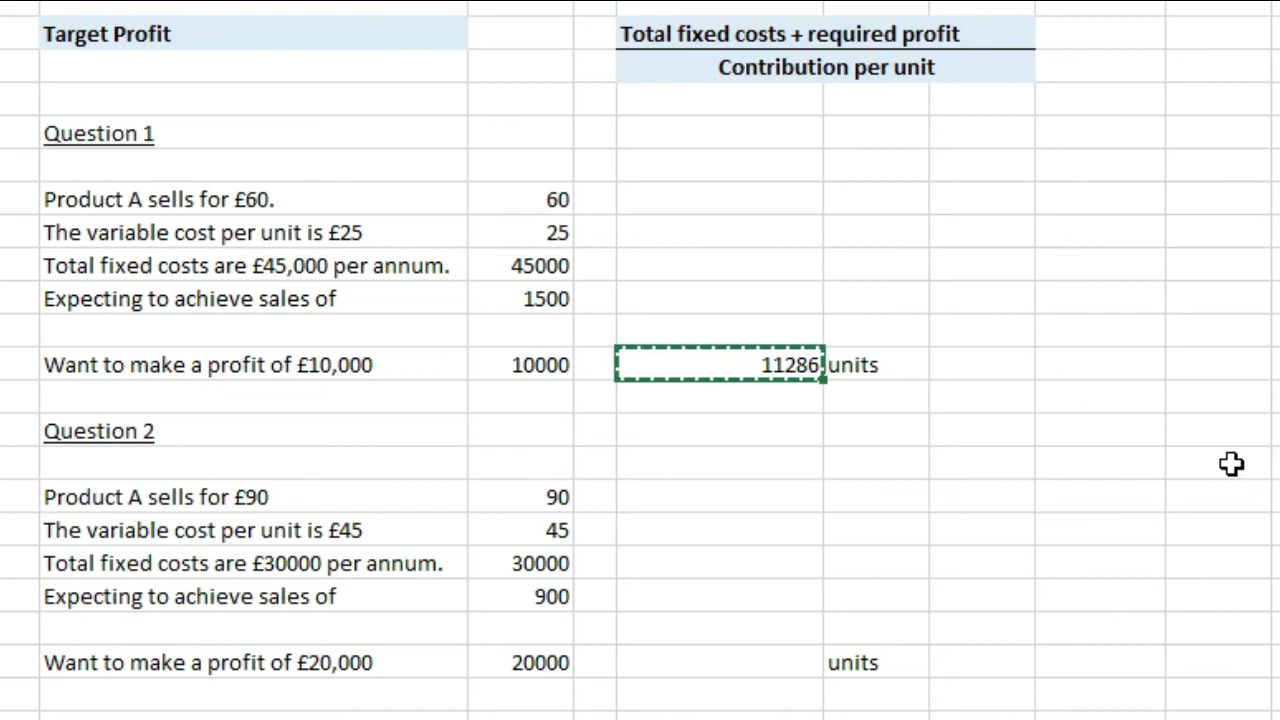 Target Profit
Total fixed costs + required profit
Contribution per unit
Question 1
Product A sells for £60. 60
The variable cost per unit is £25 25
Total fixed costs are £45,000 per annum. 45000
Expecting to achieve sales of 1500
Want to make a profit of £10,000 10000 11286 units
Question 2
Product A sells for £90 90
The variable cost per unit is £45 45
Total fixed costs are £30000 per annum. 30000
Expecting to achieve sales of 900
Want to make a profit of £20,000 20000 units